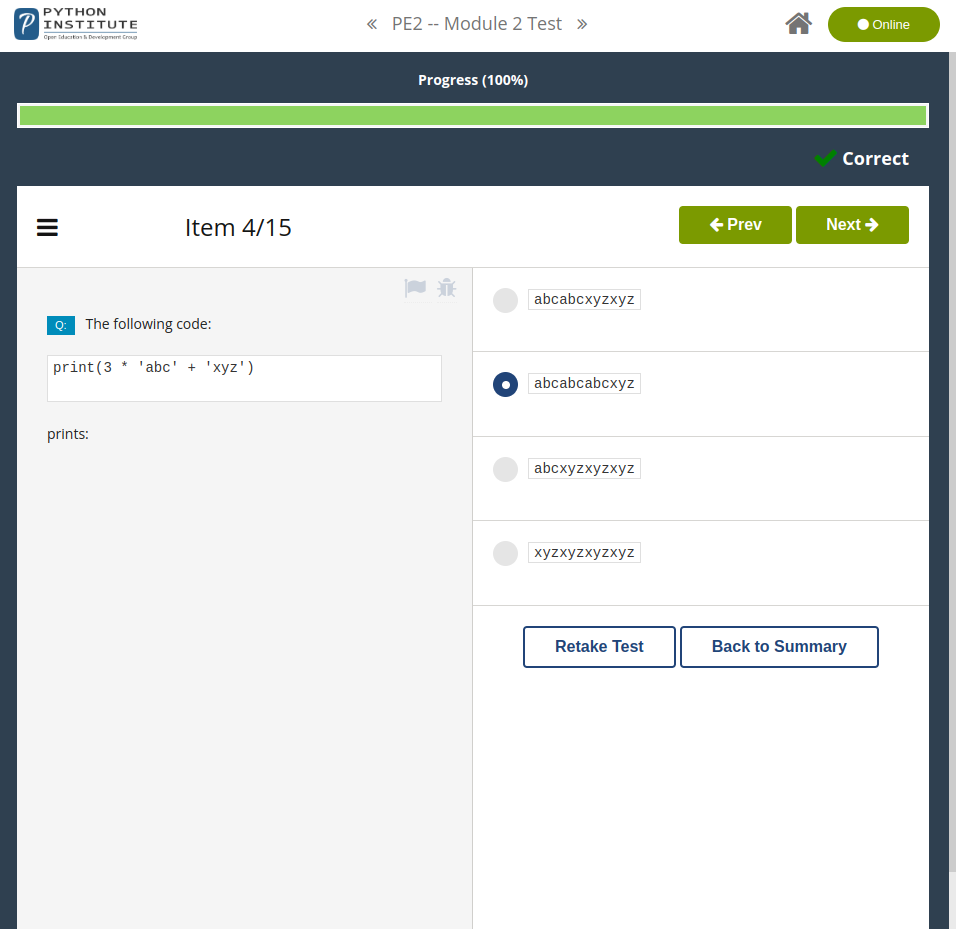 PYTHON
INSTITUTE
Open Education & Development Group
« PE2 -- Module 2 Test »
Online
Progress (100%)
Correct
Item 4/15
Prev
Next
Q: The following code:
print(3 * 'abc' + 'xyz')
prints:
abcabcxyzxyz
abcabcabcxyz
abcxyzxyzxyz
xyzxyzxyzxyz
Retake Test
Back to Summary